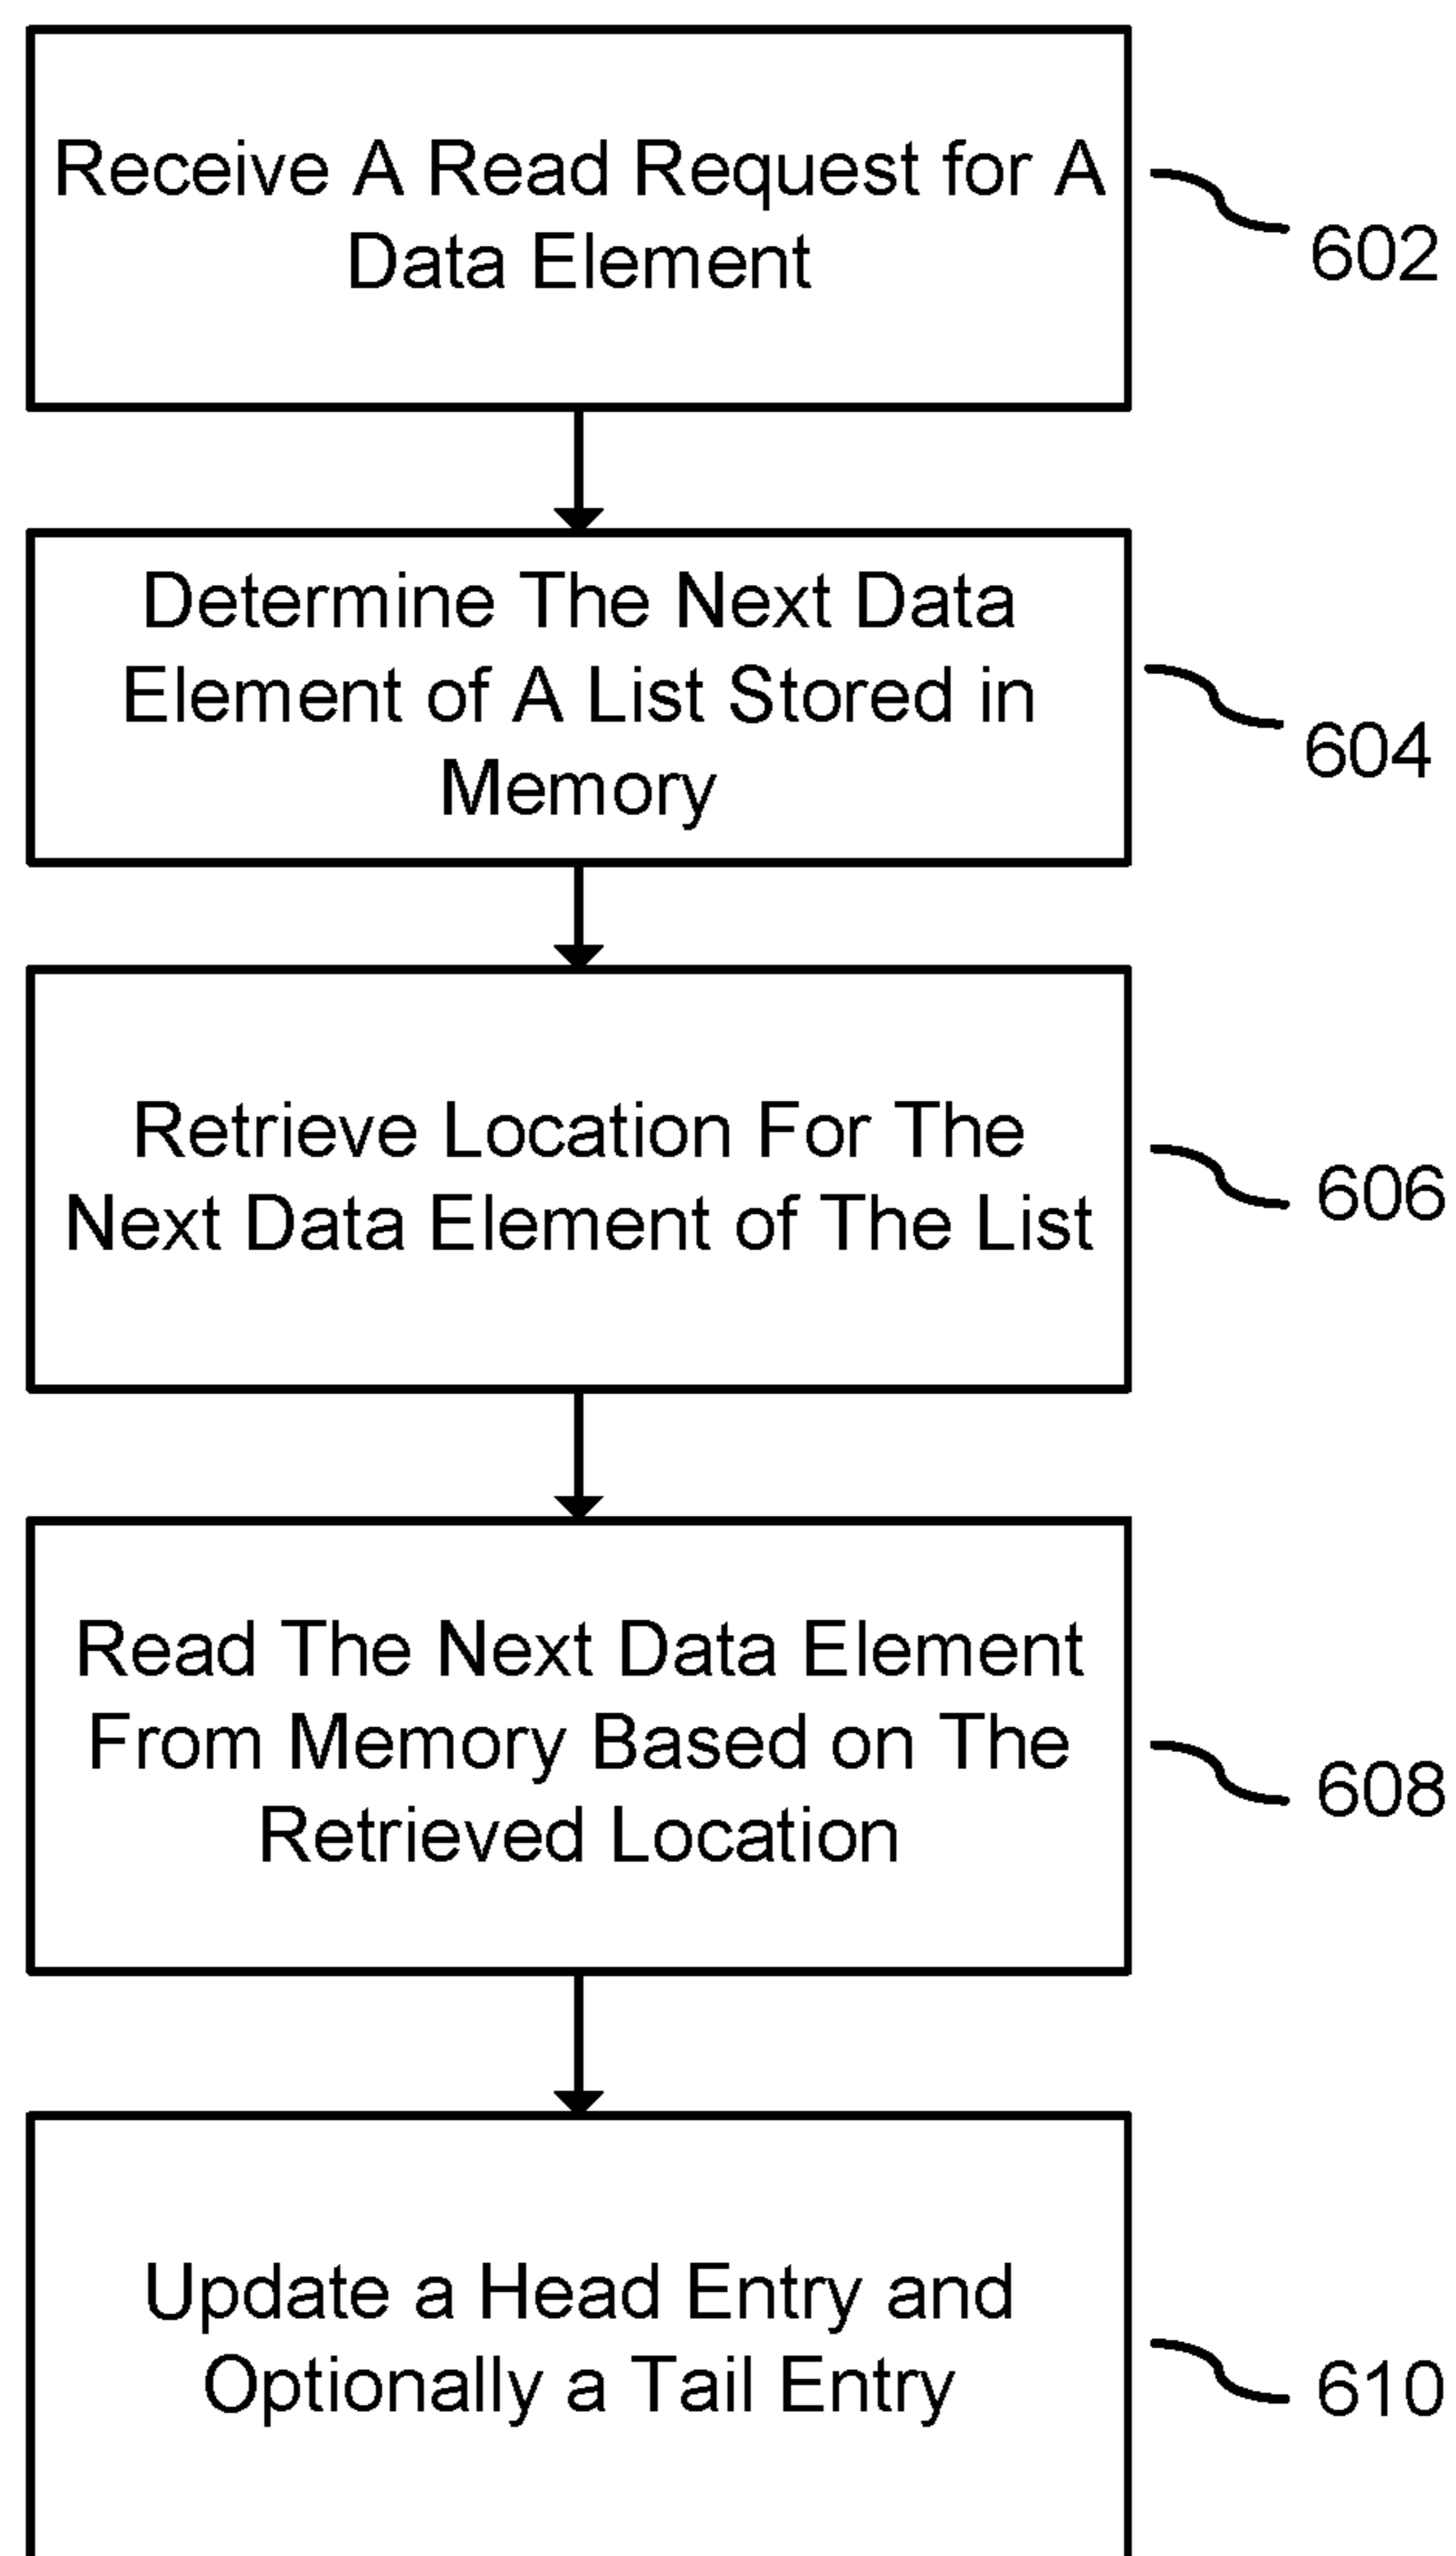 Receive A Read Request for A
Data Element
602
Determine The Next Data
Element of A List Stored in
Memory
604
Retrieve Location For The
Next Data Element of The List
606
Read The Next Data Element
From Memory Based on The
Retrieved Location
608
Update a Head Entry and
Optionally a Tail Entry
610